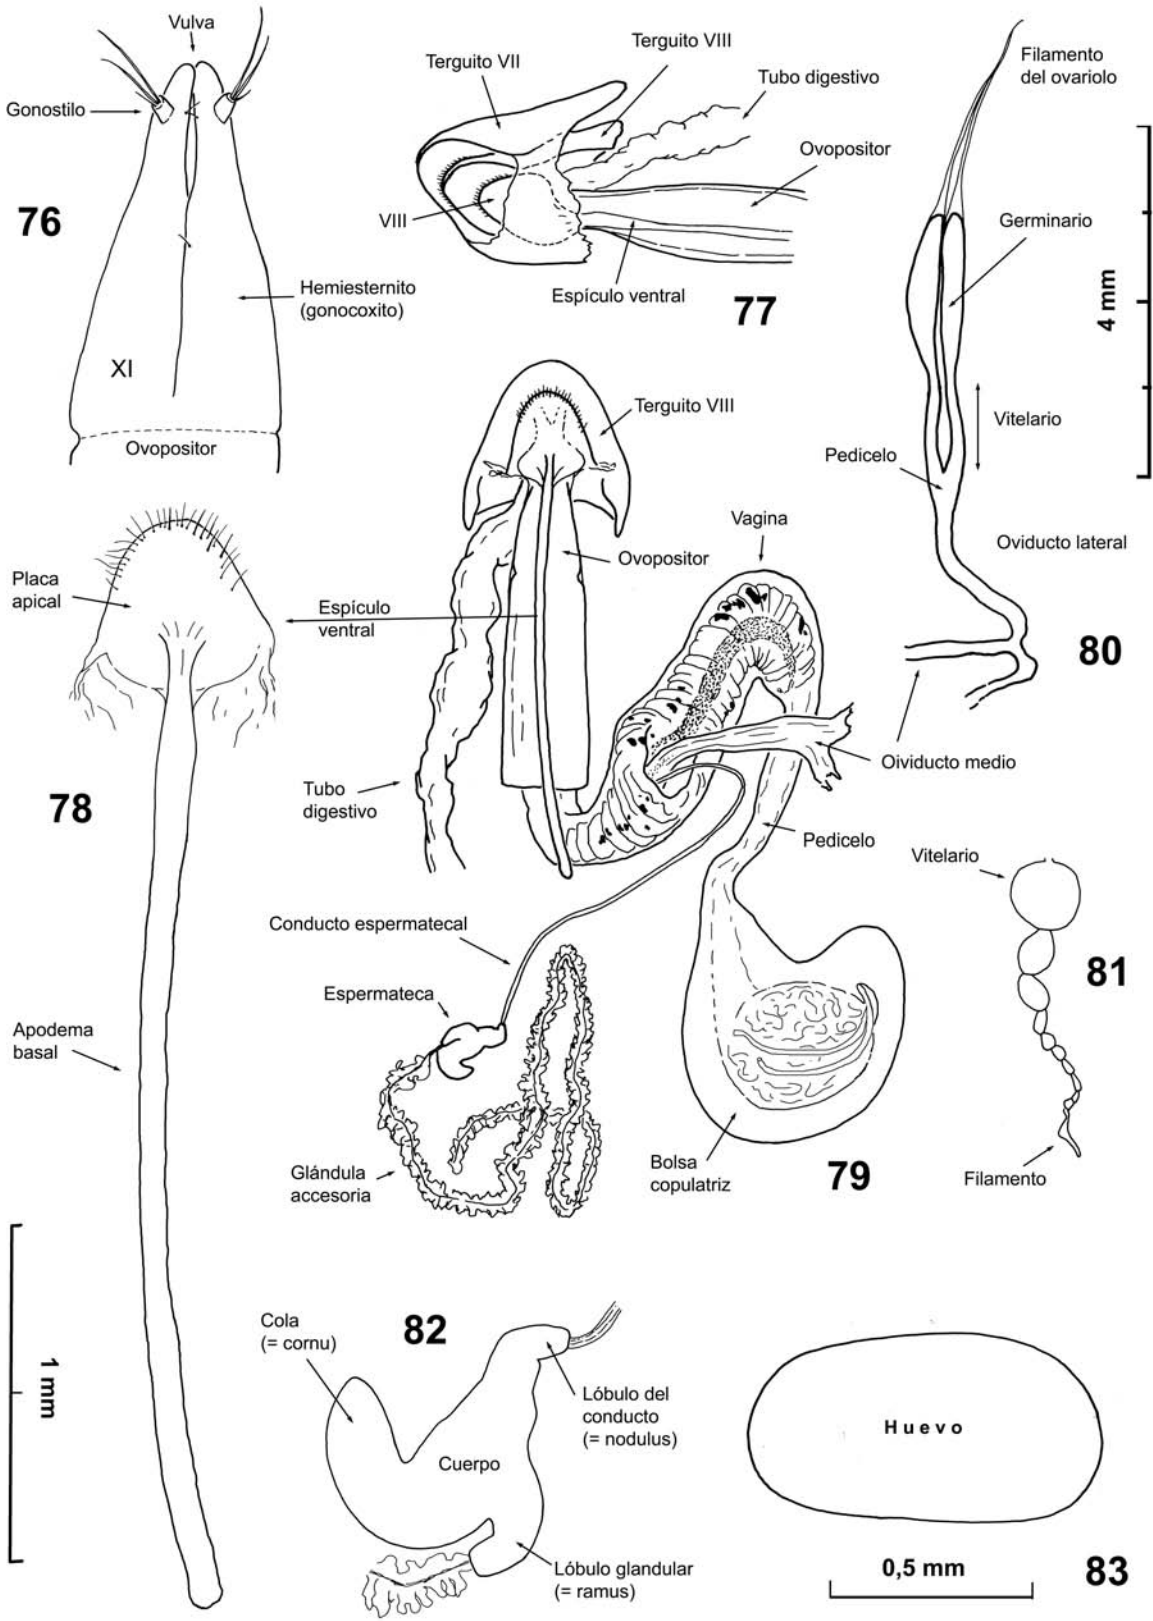 Vulva
Gonostilo
76
Hemiesternito
(gonocoxito)
XI
Ovopositor
Terguito VII
Terguito VIII
Tubo digestivo
Ovopositor
VIII
Espículo ventral
77
Filamento
del ovariolo
Germinario
4 mm
Vitelario
Pedicelo
Oviducto lateral
80
Placa
apical
78
Apodema
basal
1 mm
Terguito VIII
Ovopositor
Espículo
ventral
Vagina
Tubo
digestivo
Oividucto medio
Pedicelo
Conducto espermatecal
Espermateca
Glándula
accesoria
Bolsa
copulatriz
79
Vitelario
81
Filamento
82
Cola
(= cornu)
Lóbulo del
conducto
(= nodulus)
Cuerpo
Lóbulo glandular
(= ramus)
Huevo
0,5 mm
83